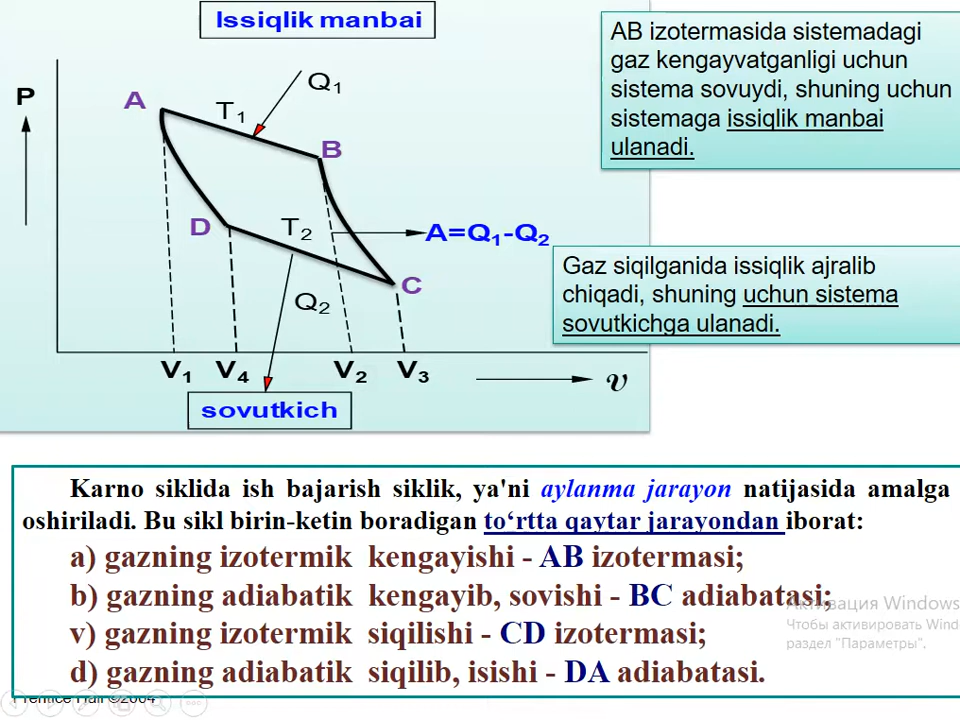 Issiqlik manbai
P
A
T1
Q1
B
D
T2
A=Q1-Q2
C
Q2
V1 V4 V2 V3
v
sovutkich
AB izotermasida sistemadagi
gaz kengayvatganligi uchun
sistema sovuydi, shuning uchun
sistemaga issiqlik manbai
ulanadi.
Gaz siqilganida issiqlik ajralib
chiqadi, shuning uchun sistema
sovutkichga ulanadi.
Karno siklida ish bajarish siklik, ya'ni aylanma jarayon natijasida amalga
oshiriladi. Bu sikl birin-ketin boradigan to‘rtta qaytar jarayondan iborat:
a) gazning izotermik kengayishi - AB izotermasi;
b) gazning adiabatik kengayib, sovishi - BC adiabatasi;
v) gazning izotermik siqilishi - CD izotermasi;
d) gazning adiabatik siqilib, isishi - DA adiabatasi.
Активация Windows
Чтобы активировать Wind
раздел "Параметры".
Prentice Hall ©2004